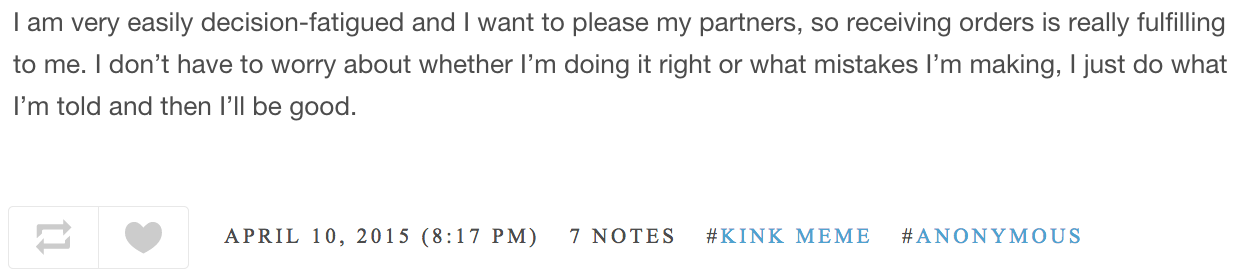 I am very easily decision-fatigued and I want to please my partners, so receiving orders is really fulfilling
to me. I don’t have to worry about whether I’m doing it right or what mistakes I’m making, I just do what
I’m told and then I’ll be good.
APRIL 10, 2015 (8:17 PM) 7 NOTES #KINK MEME #ANONYMOUS